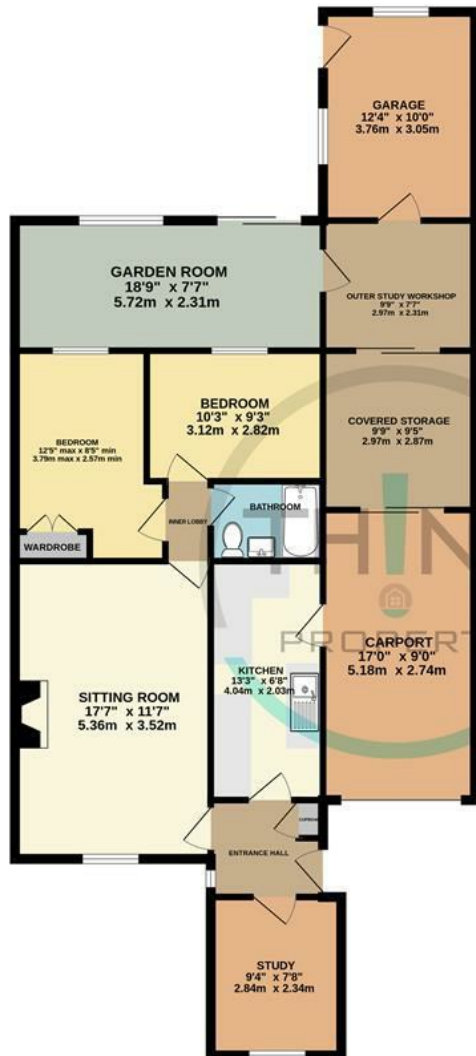 GARAGE
12'4" x 10'0"
3.76m x 3.05m
GARDEN ROOM
18'9" x 7'7"
5.72m x 2.31m
OUTER STUDY WORKSHOP
9'9" x 7'7"
2.97m x 2.31m
BEDROOM
10'3" x 9'3"
3.12m x 2.82m
BEDROOM
12'5" max x 8'5" min
3.79m max x 2.57m min
COVERED STORAGE
9'9" x 9'5"
2.97m x 2.87m
BATHROOM
INNER LOBBY
WARDROBE
THIN
PROPERT
CARPORT
17'0" x 9'0"
5.18m x 2.74m
KITCHEN
13'3" x 6'8"
4.04m x 2.03m
SITTING ROOM
17'7" x 11'7"
5.36m x 3.52m
CUPBOARD
ENTRANCE HALL
STUDY
9'4" x 7'8"
2.84m x 2.34m